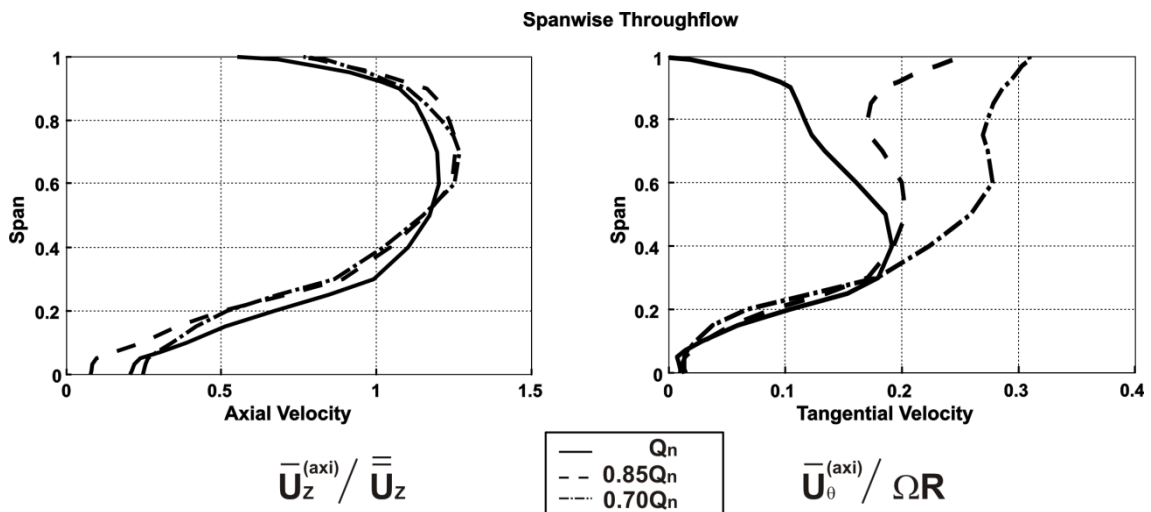 Spanwise Throughflow
1
0.8
0.6
0.4
0.2
0
Span
0 0.5 1 1.5
Axial Velocity
1
0.8
0.6
0.4
0.2
0
Span
0 0.1 0.2 0.3 0.4
Tangential Velocity
U̅z(axi) / U̿z
Qn
0.85Qn
0.70Qn
U̅θ(axi) / ΩR